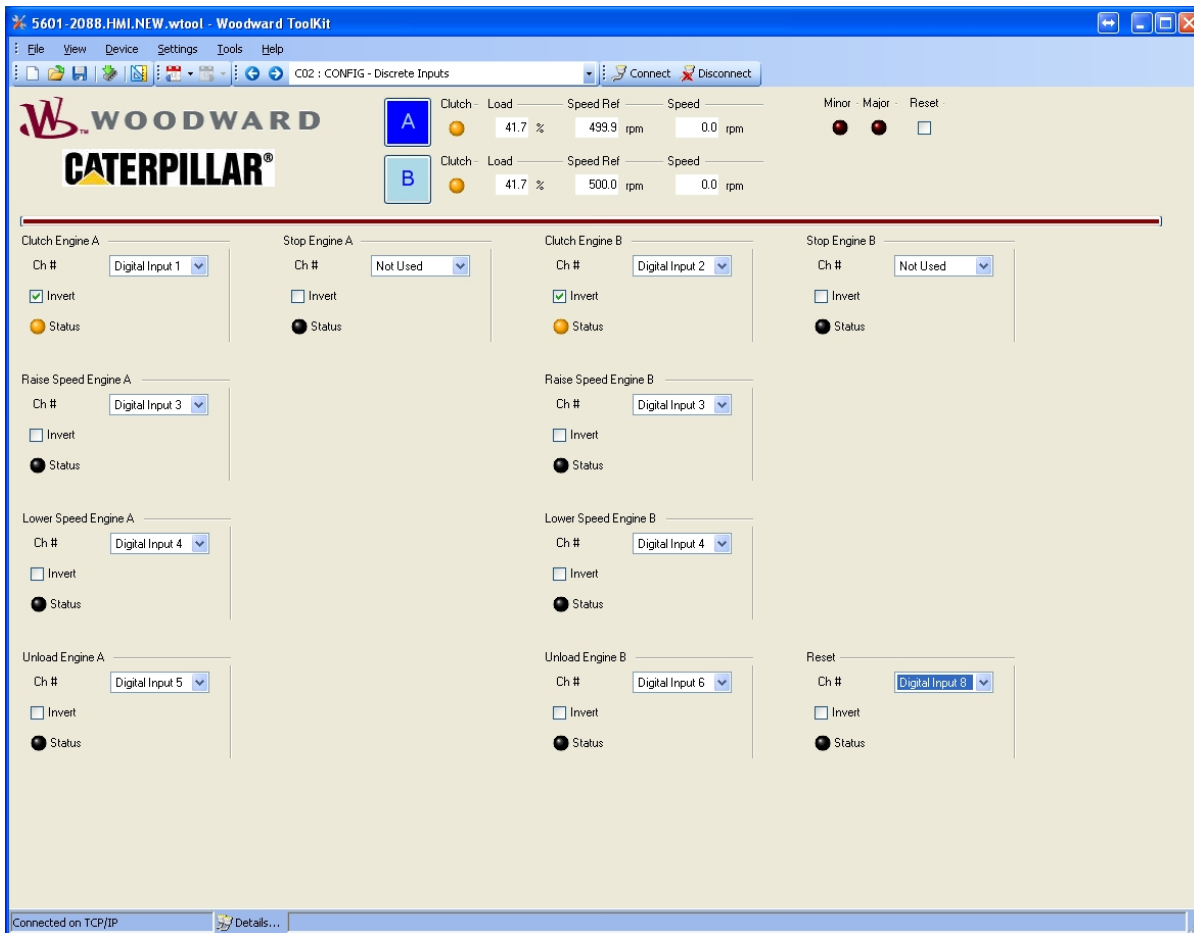 5601-2088.HMI.NEW.wtool - Woodward ToolKit
File View Device Settings Tools Help
C02 : CONFIG - Discrete Inputs Connect Disconnect
WOODWARD
CATERPILLAR®
A Clutch Load Speed Ref Speed Minor Major Reset
41.7 % 499.9 rpm 0.0 rpm
B Clutch Load Speed Ref Speed
41.7 % 500.0 rpm 0.0 rpm
Clutch Engine A Stop Engine A Clutch Engine B Stop Engine B
Ch # Digital Input 1 Ch # Not Used Ch # Digital Input 2 Ch # Not Used
Invert Invert Invert Invert
Status Status Status Status
Raise Speed Engine A Raise Speed Engine B
Ch # Digital Input 3 Ch # Digital Input 3
Invert Invert
Status Status
Lower Speed Engine A Lower Speed Engine B
Ch # Digital Input 4 Ch # Digital Input 4
Invert Invert
Status Status
Unload Engine A Unload Engine B Reset
Ch # Digital Input 5 Ch # Digital Input 6 Ch # Digital Input 8
Invert Invert Invert
Status Status Status
Connected on TCP/IP Details...